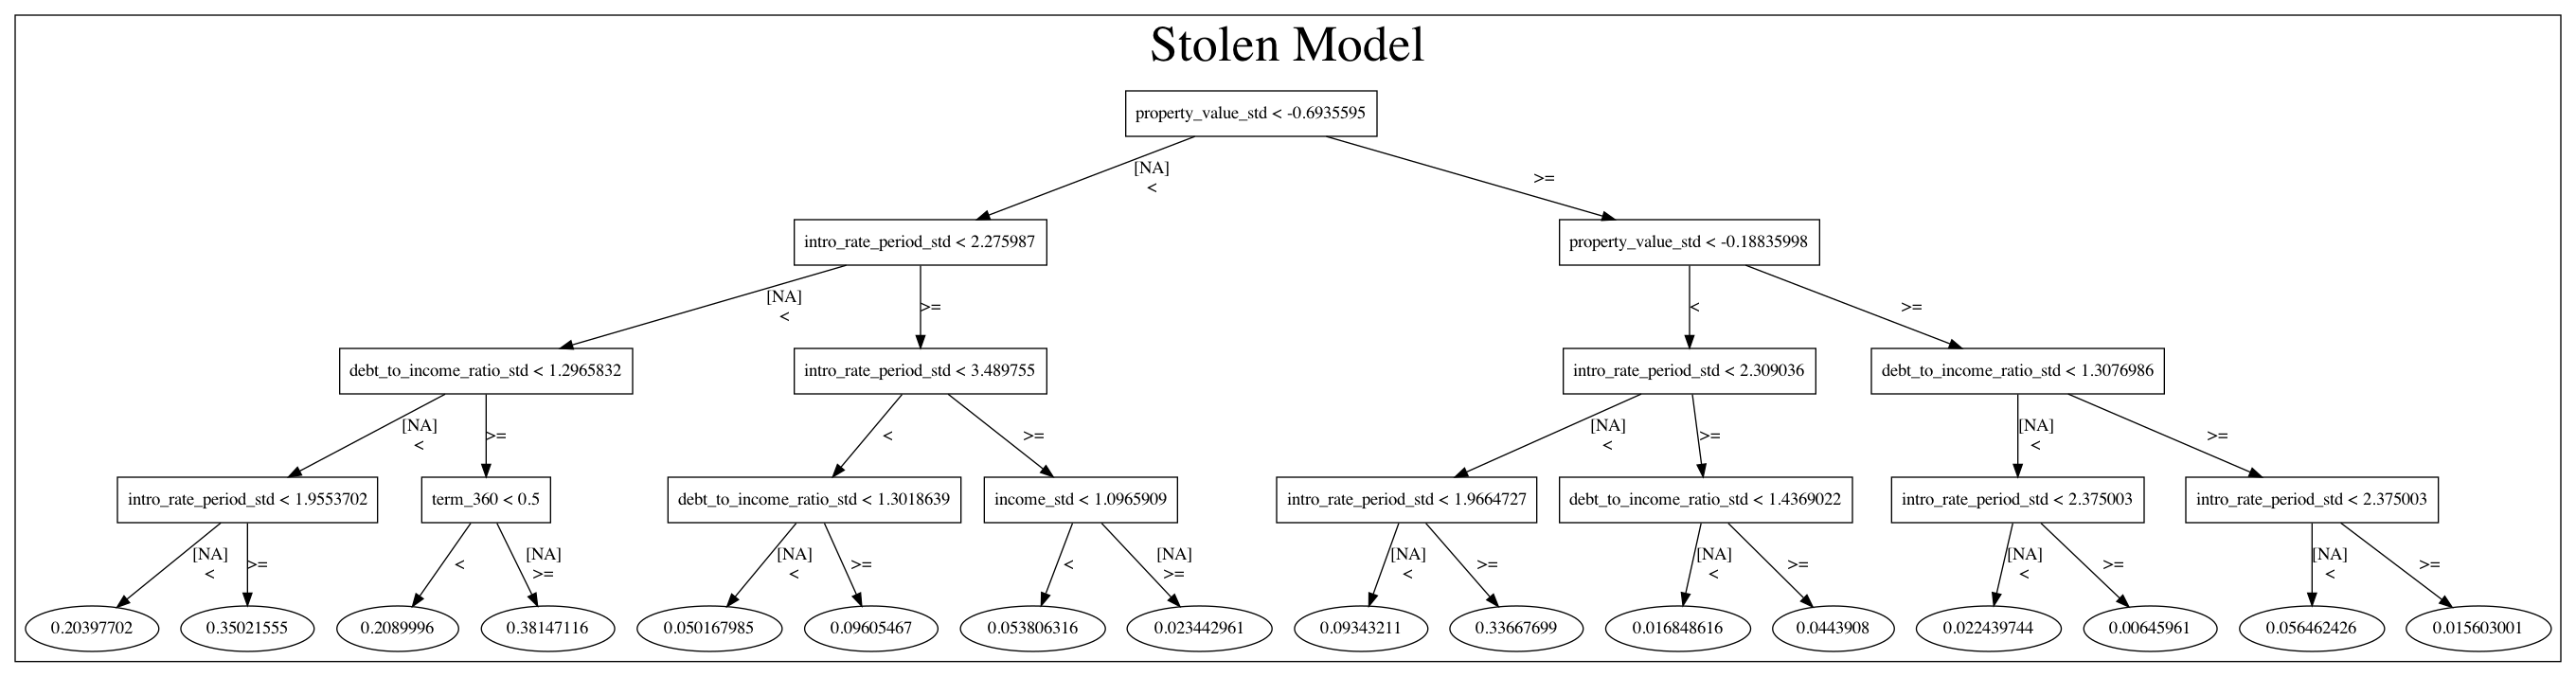 Stolen Model
property_value_std < -0.6935595
[NA]
<
>=
intro_rate_period_std < 2.275987
property_value_std < -0.18835998
[NA]
<
>=
<
>=
debt_to_income_ratio_std < 1.2965832
intro_rate_period_std < 3.489755
intro_rate_period_std < 2.309036
debt_to_income_ratio_std < 1.3076986
[NA]
<
>=
<
>=
[NA]
<
>=
[NA]
<
>=
intro_rate_period_std < 1.9553702
term_360 < 0.5
debt_to_income_ratio_std < 1.3018639
income_std < 1.0965909
intro_rate_period_std < 1.9664727
debt_to_income_ratio_std < 1.4369022
intro_rate_period_std < 2.375003
intro_rate_period_std < 2.375003
[NA]
<
>=
<
[NA]
>=
[NA]
<
>=
<
[NA]
>=
[NA]
<
>=
[NA]
<
>=
[NA]
<
>=
[NA]
<
>=
0.20397702
0.35021555
0.2089996
0.38147116
0.050167985
0.09605467
0.053806316
0.023442961
0.09343211
0.33667699
0.016848616
0.0443908
0.022439744
0.00645961
0.056462426
0.015603001